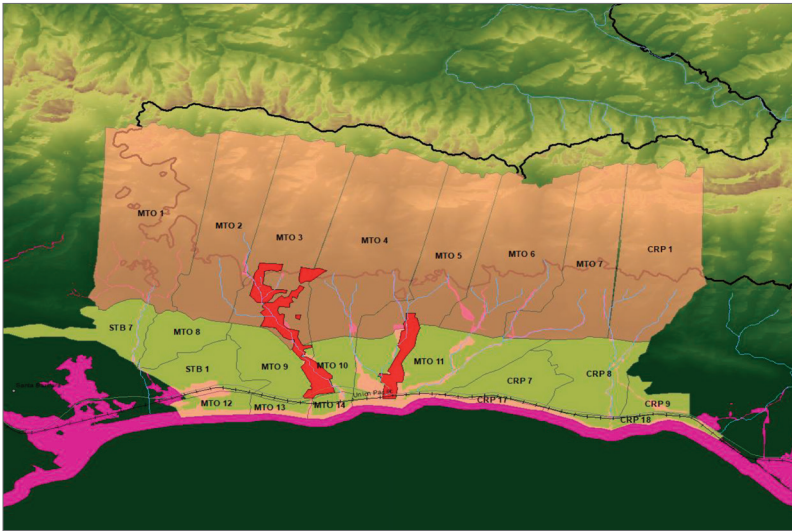 MTO 1
MTO 2
MTO 3
MTO 4
MTO 5
MTO 6
MTO 7
CRP 1
STB 7
MTO 8
STB 1
MTO 9
MTO 10
MTO 11
CRP 7
CRP 8
MTO 12
MTO 13
MTO 14
Union Pacific
CRP 17
CRP 9
CRP 18